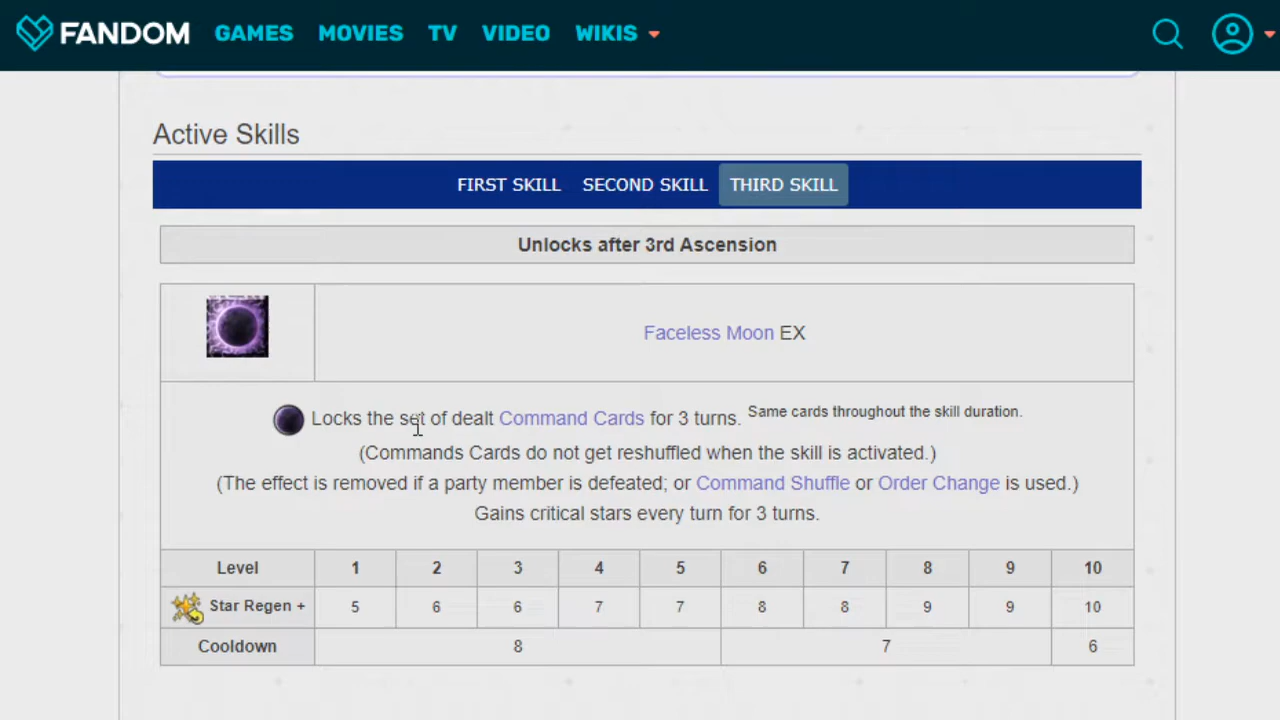 FANDOM GAMES MOVIES TV VIDEO WIKIS
Active Skills
FIRST SKILL SECOND SKILL THIRD SKILL
Unlocks after 3rd Ascension
Faceless Moon EX
Locks the set of dealt Command Cards for 3 turns. Same cards throughout the skill duration.
(Commands Cards do not get reshuffled when the skill is activated.)
(The effect is removed if a party member is defeated; or Command Shuffle or Order Change is used.)
Gains critical stars every turn for 3 turns.
Level 1 2 3 4 5 6 7 8 9 10
Star Regen + 5 6 6 7 7 8 8 9 9 10
Cooldown 8 7 6